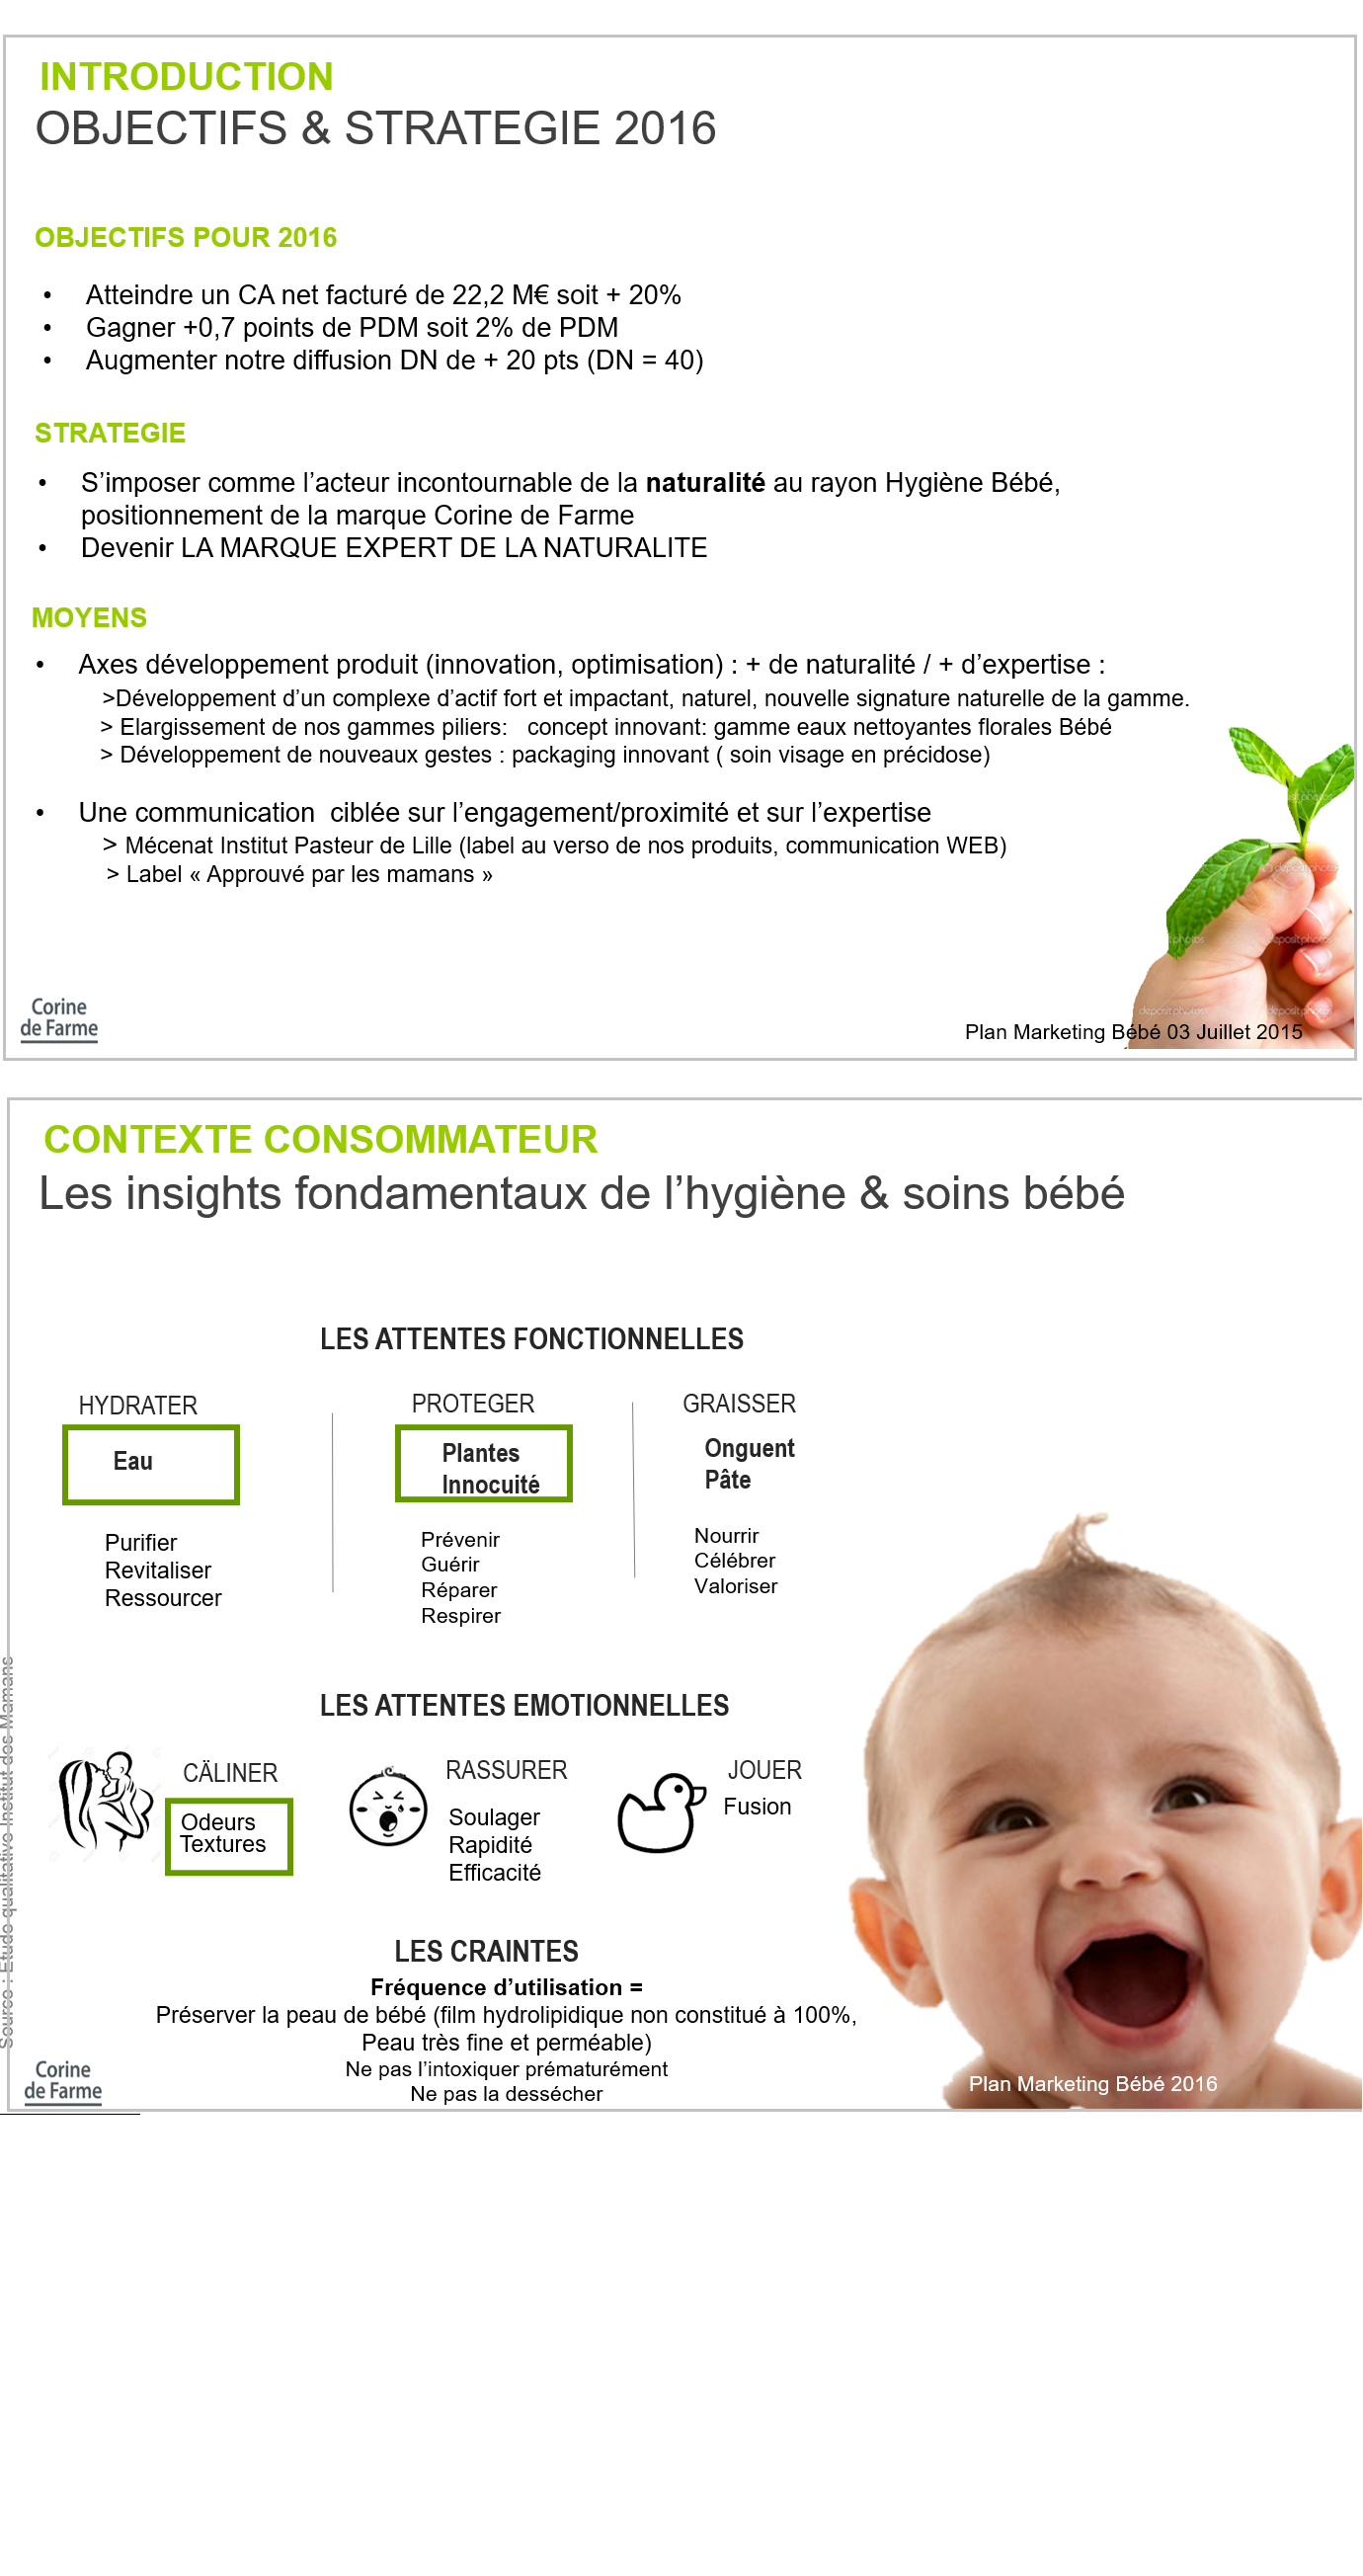 INTRODUCTION
OBJECTIFS & STRATEGIE 2016
OBJECTIFS POUR 2016
• Atteindre un CA net facturé de 22,2 M€ soit + 20%
• Gagner +0,7 points de PDM soit 2% de PDM
• Augmenter notre diffusion DN de + 20 pts (DN = 40)
STRATEGIE
• S’imposer comme l’acteur incontournable de la naturalité au rayon Hygiène Bébé,
positionnement de la marque Corine de Farme
• Devenir LA MARQUE EXPERT DE LA NATURALITE
MOYENS
• Axes développement produit (innovation, optimisation) : + de naturalité / + d’expertise :
>Développement d’un complexe d’actif fort et impactant, naturel, nouvelle signature naturelle de la gamme.
> Elargissement de nos gammes piliers: concept innovant: gamme eaux nettoyantes florales Bébé
> Développement de nouveaux gestes : packaging innovant ( soin visage en précidose)
• Une communication ciblée sur l’engagement/proximité et sur l’expertise
> Mécenat Institut Pasteur de Lille (label au verso de nos produits, communication WEB)
> Label « Approuvé par les mamans »
depositphotos
Corine
de Farme
Plan Marketing Bébé 03 Juillet 2015
CONTEXTE CONSOMMATEUR
Les insights fondamentaux de l’hygiène & soins bébé
LES ATTENTES FONCTIONNELLES
HYDRATER
Eau
Purifier
Revitaliser
Ressourcer
PROTEGER
Plantes
Innocuité
Prévenir
Guérir
Réparer
Respirer
GRAISSER
Onguent
Pâte
Nourrir
Célébrer
Valoriser
LES ATTENTES EMOTIONNELLES
CÄLINER
Odeurs
Textures
RASSURER
Soulager
Rapidité
Efficacité
JOUER
Fusion
LES CRAINTES
Fréquence d’utilisation =
Préserver la peau de bébé (film hydrolipidique non constitué à 100%,
Peau très fine et perméable)
Ne pas l’intoxiquer prématurément
Ne pas la dessécher
Source : Etude qualitative Institut des Mamans
Corine
de Farme
Plan Marketing Bébé 2016